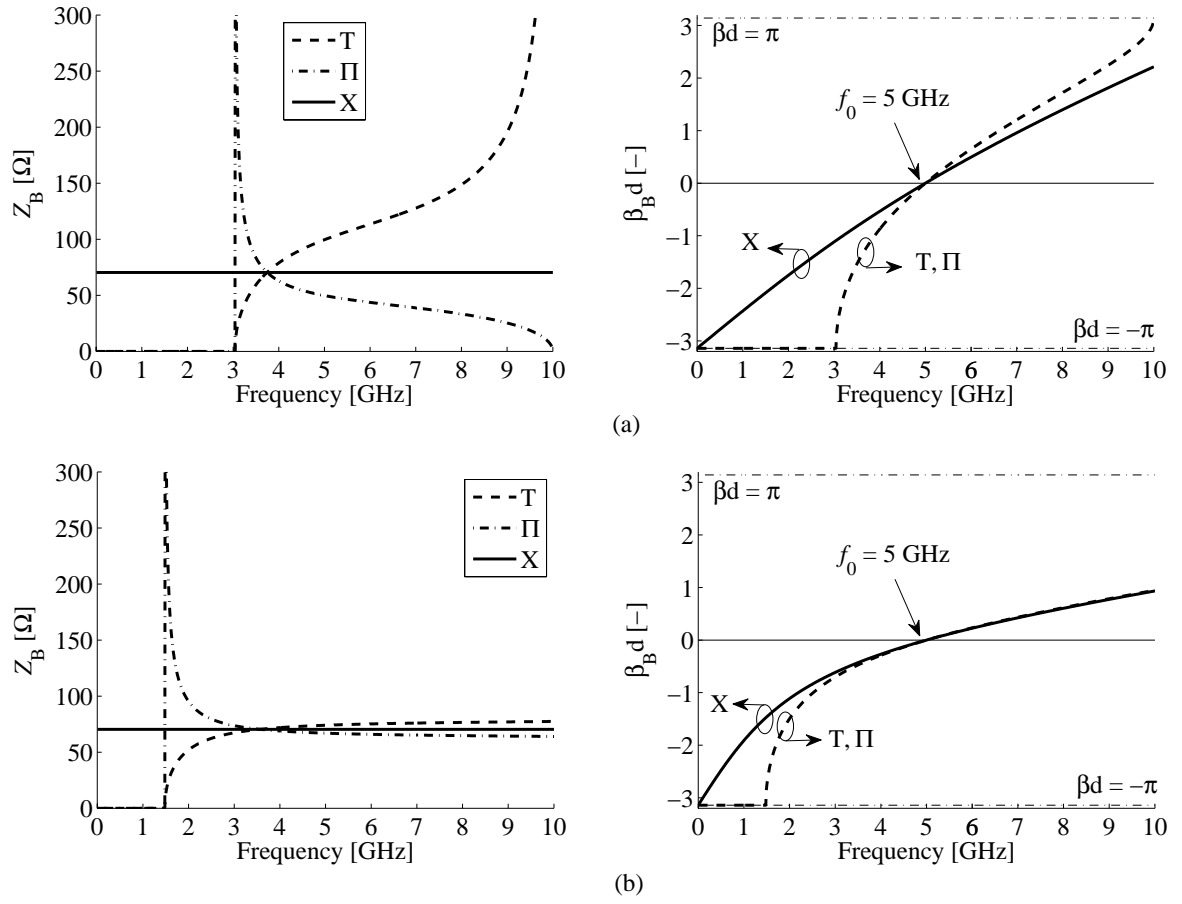 300
250
200
150
100
50
0
Z_B [Ω]
T
Π
X
0 1 2 3 4 5 6 7 8 9 10
Frequency [GHz]
3
2
1
0
−1
−2
−3
β_B d [−]
βd = π
f_0 = 5 GHz
X
T, Π
βd = −π
0 1 2 3 4 5 6 7 8 9 10
Frequency [GHz]
(a)
300
250
200
150
100
50
0
Z_B [Ω]
T
Π
X
0 1 2 3 4 5 6 7 8 9 10
Frequency [GHz]
3
2
1
0
−1
−2
−3
β_B d [−]
βd = π
f_0 = 5 GHz
X
T, Π
βd = −π
0 1 2 3 4 5 6 7 8 9 10
Frequency [GHz]
(b)